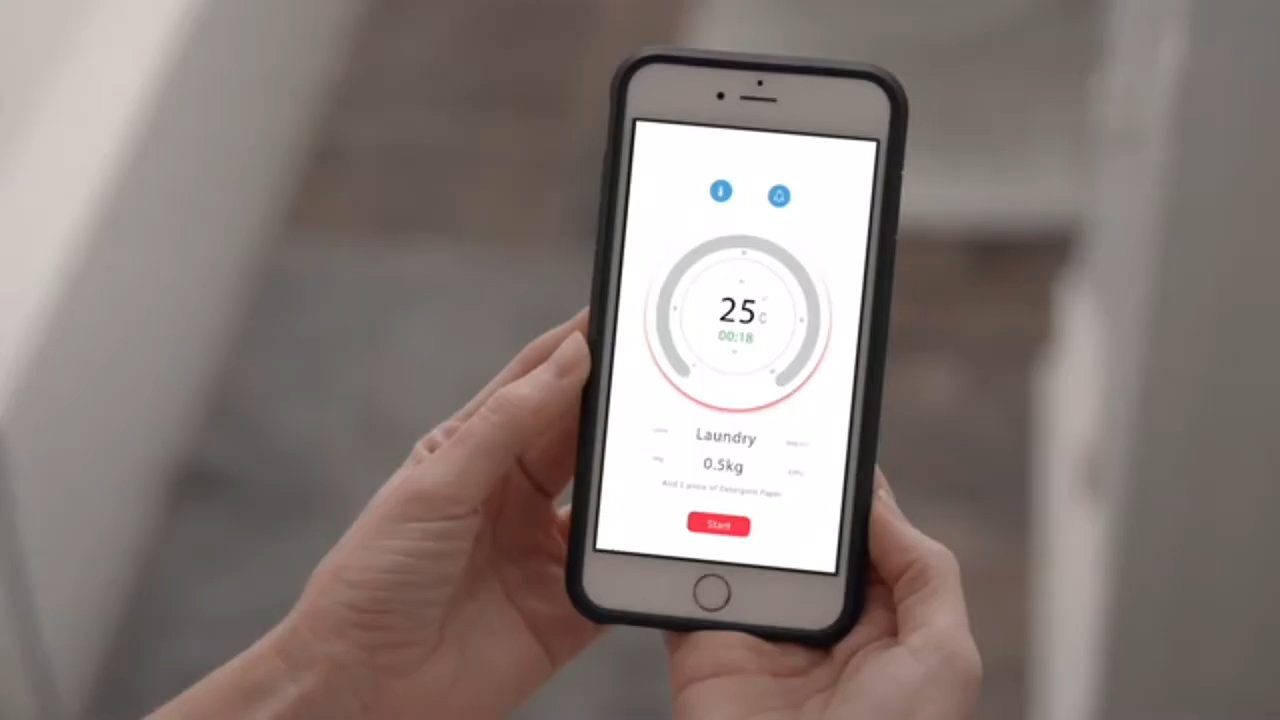 25 C
00:18
Laundry
0.5kg
Add 1 piece of Detergent Paper
Start